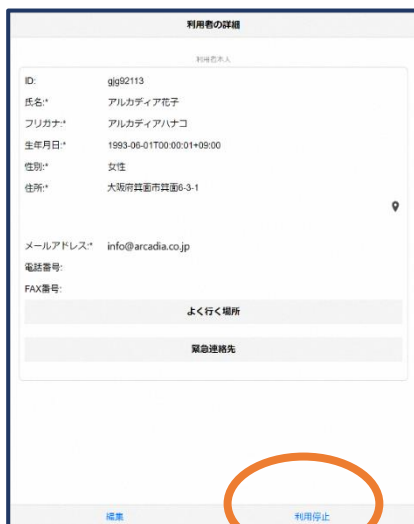 利用者の詳細
利用者本人
ID: gjg92113
氏名:* アルカディア花子
フリガナ:* アルカディアハナコ
生年月日:* 1993-06-01T00:00:01+09:00
性別:* 女性
住所:* 大阪府箕面市箕面6-3-1
メールアドレス:* info@arcadia.co.jp
電話番号:
FAX番号:
よく行く場所
緊急連絡先
編集 利用停止